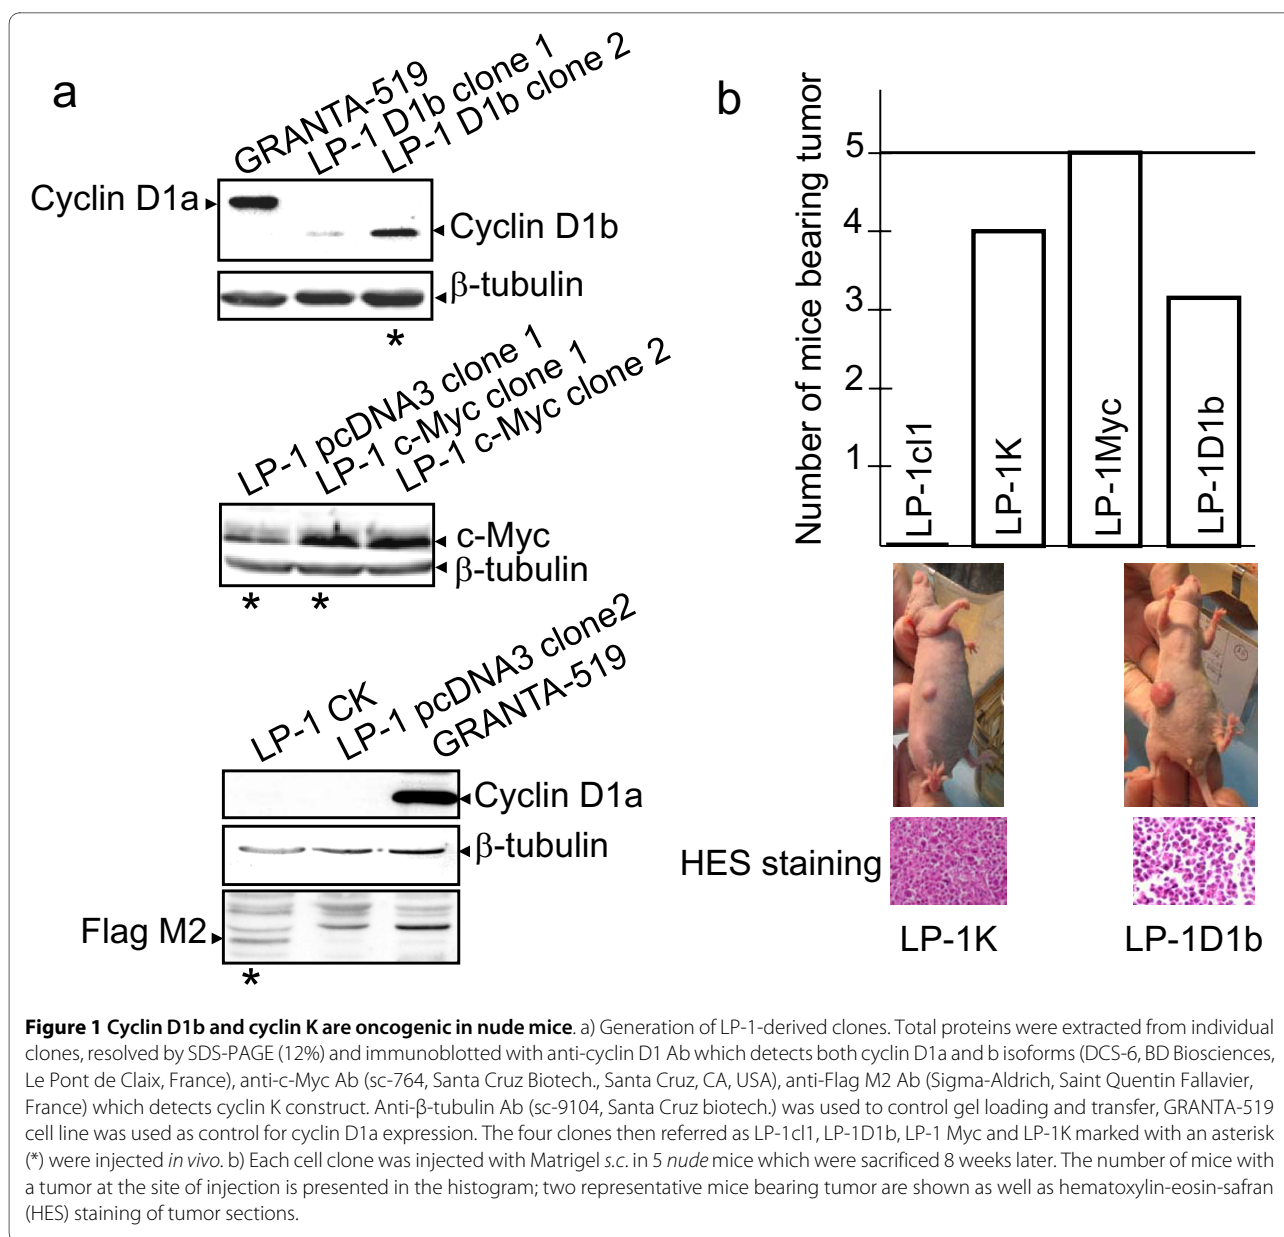 a
GRANTA-519
LP-1 D1b clone 1
LP-1 D1b clone 2
Cyclin D1a
Cyclin D1b
β-tubulin
*
LP-1 pcDNA3 clone 1
LP-1 c-Myc clone 1
LP-1 c-Myc clone 2
c-Myc
β-tubulin
* *
LP-1 CK
LP-1 pcDNA3 clone2
GRANTA-519
Cyclin D1a
β-tubulin
Flag M2
*
b
Number of mice bearing tumor
5
4
3
2
1
LP-1cl1
LP-1K
LP-1Myc
LP-1D1b
HES staining
LP-1K
LP-1D1b
Figure 1 Cyclin D1b and cyclin K are oncogenic in nude mice. a) Generation of LP-1-derived clones. Total proteins were extracted from individual
clones, resolved by SDS-PAGE (12%) and immunoblotted with anti-cyclin D1 Ab which detects both cyclin D1a and b isoforms (DCS-6, BD Biosciences,
Le Pont de Claix, France), anti-c-Myc Ab (sc-764, Santa Cruz Biotech., Santa Cruz, CA, USA), anti-Flag M2 Ab (Sigma-Aldrich, Saint Quentin Fallavier,
France) which detects cyclin K construct. Anti-β-tubulin Ab (sc-9104, Santa Cruz biotech.) was used to control gel loading and transfer, GRANTA-519
cell line was used as control for cyclin D1a expression. The four clones then referred as LP-1cl1, LP-1D1b, LP-1 Myc and LP-1K marked with an asterisk
(*) were injected in vivo. b) Each cell clone was injected with Matrigel s.c. in 5 nude mice which were sacrificed 8 weeks later. The number of mice with
a tumor at the site of injection is presented in the histogram; two representative mice bearing tumor are shown as well as hematoxylin-eosin-safran
(HES) staining of tumor sections.